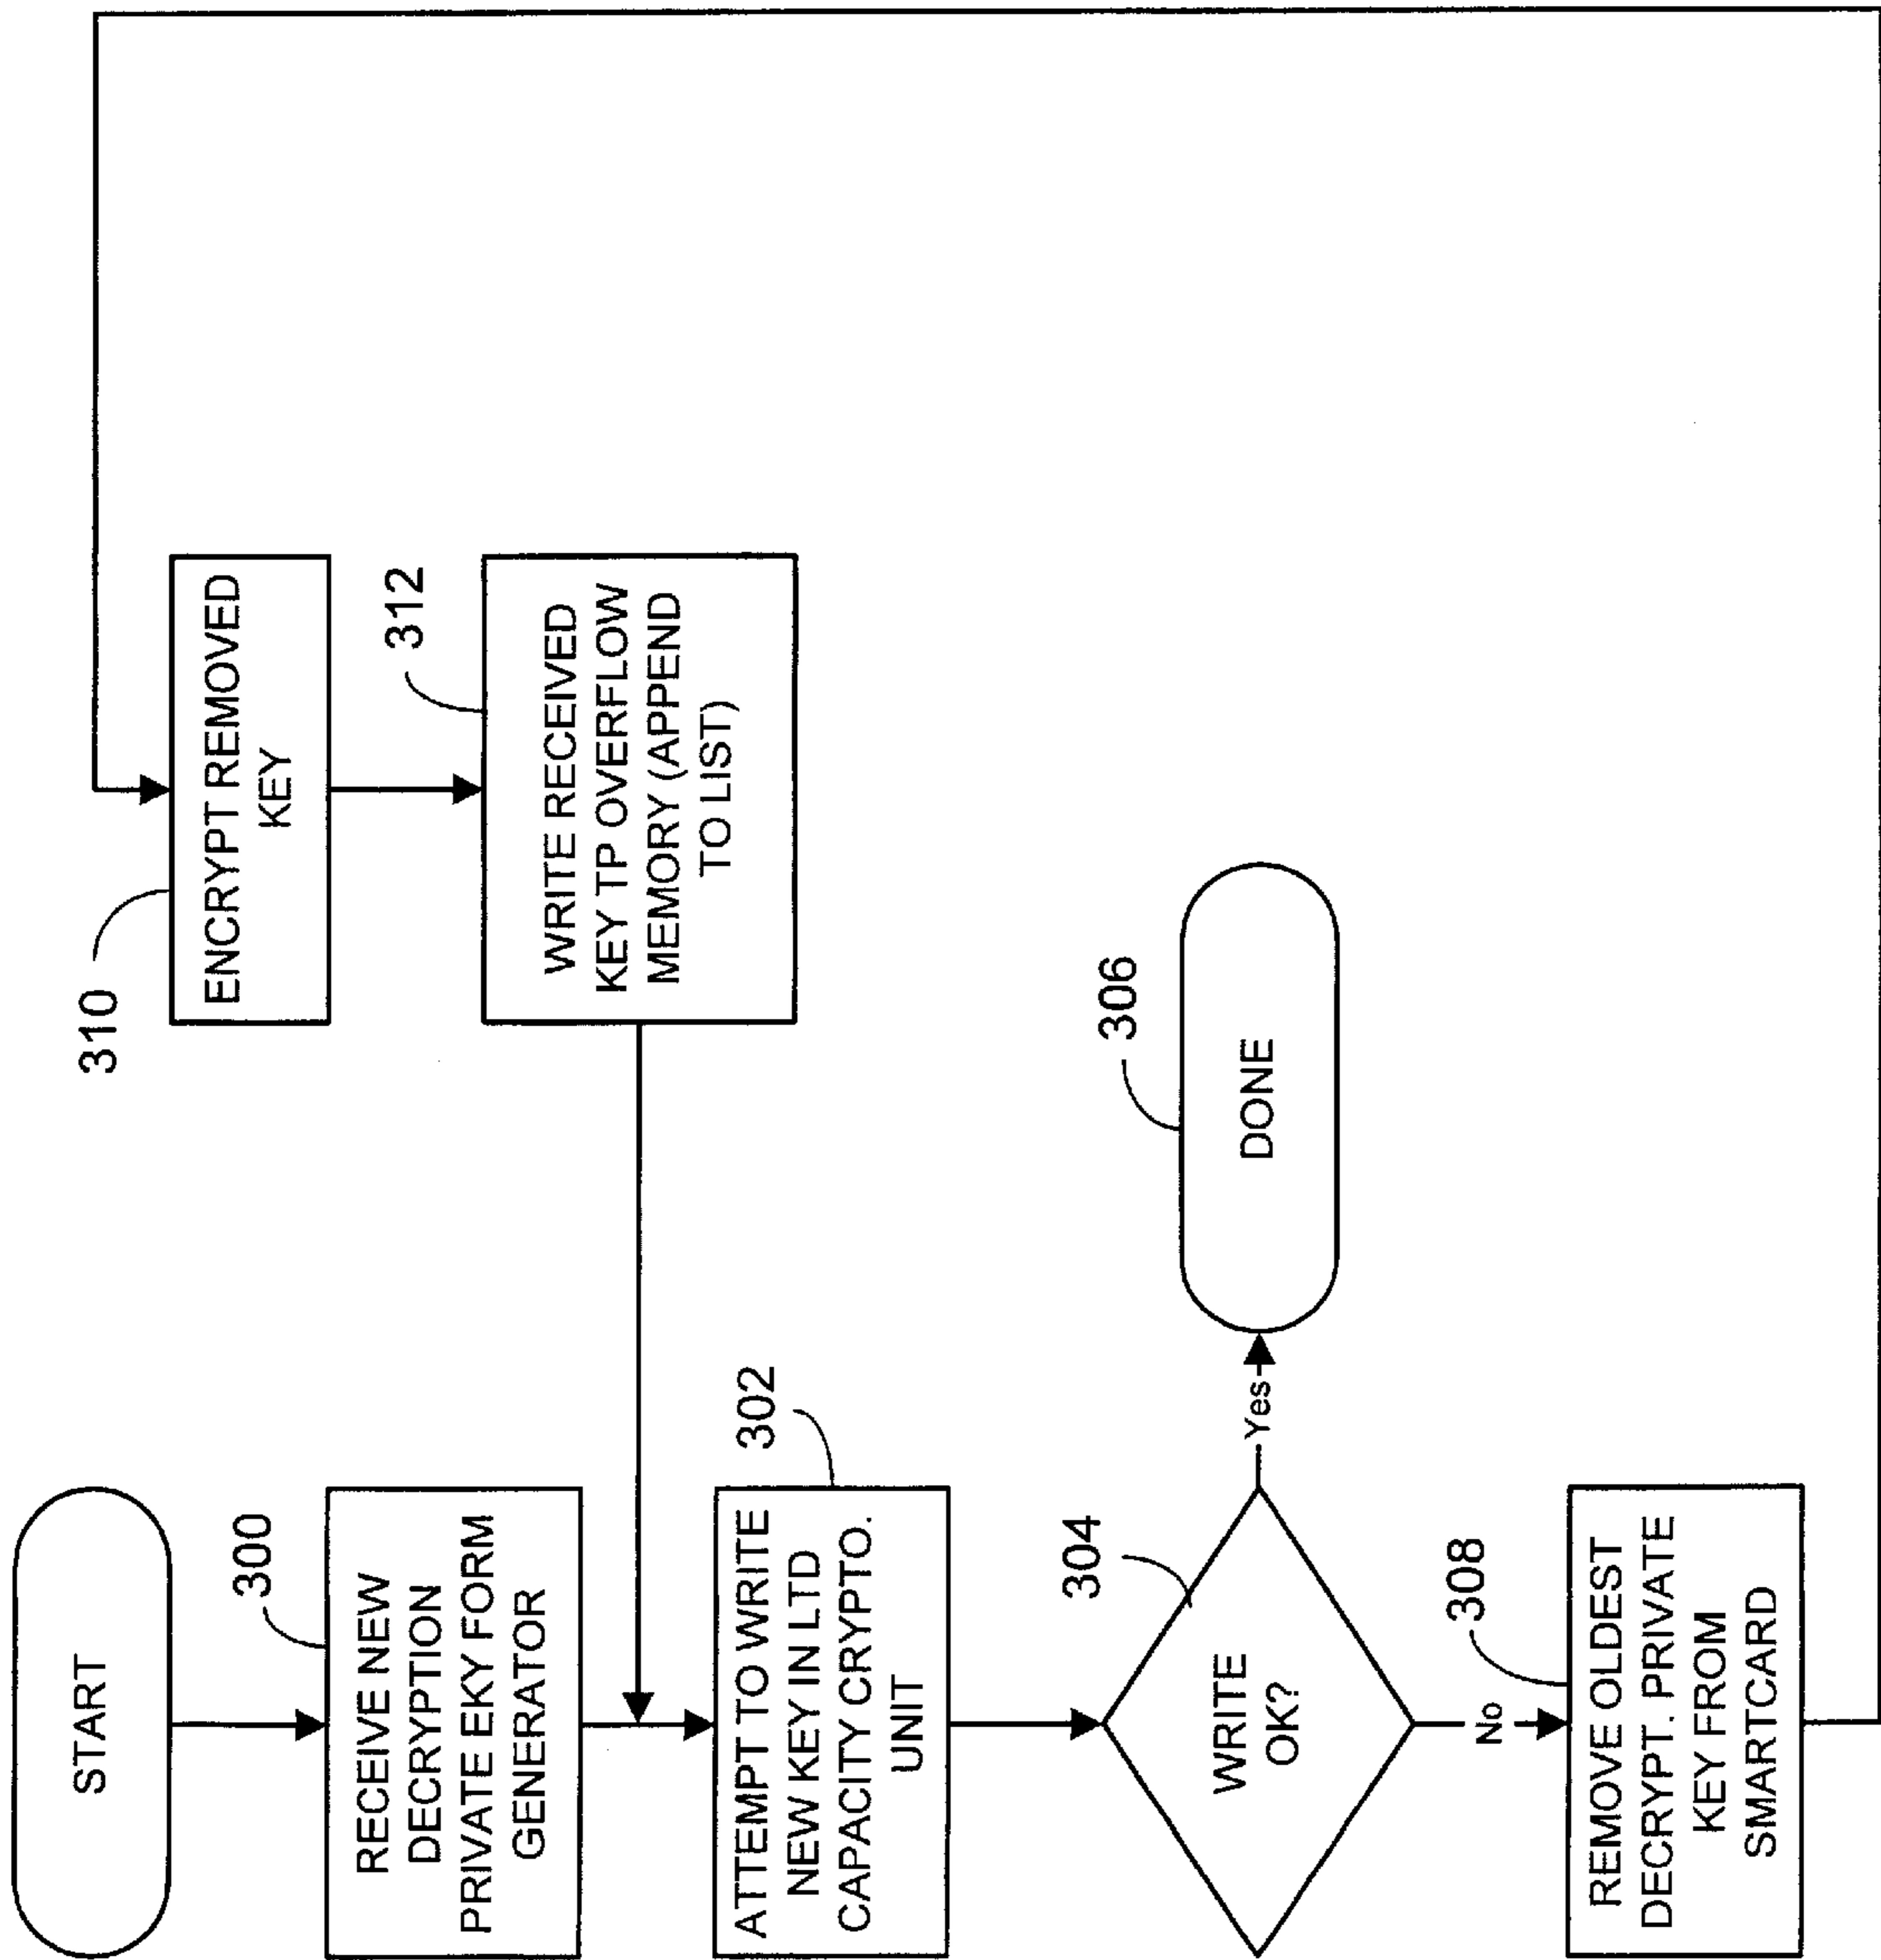 START
300
RECEIVE NEW
DECRYPTION
PRIVATE EKY FORM
GENERATOR
302
ATTEMPT TO WRITE
NEW KEY IN LTD
CAPACITY CRYPTO.
UNIT
304
WRITE
OK?
Yes
306
DONE
No
308
REMOVE OLDEST
DECRYPT. PRIVATE
KEY FROM
SMARTCARD
310
ENCRYPT REMOVED
KEY
312
WRITE RECEIVED
KEY TP OVERFLOW
MEMORY (APPEND
TO LIST)